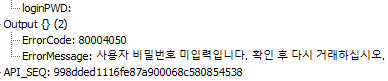 loginPWD:
Output {} (2)
ErrorCode: 80004050
ErrorMessage: 사용자 비밀번호 미입력입니다. 확인 후 다시 거래하십시오.
API_SEQ: 998dded1116fe87a900068c580854538